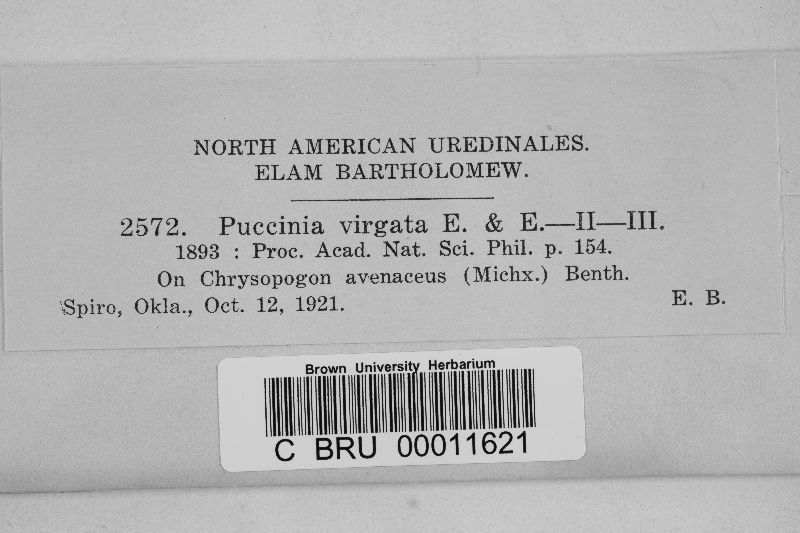 NORTH AMERICAN UREDINALES.
ELAM BARTHOLOMEW.
2572. Puccinia virgata E. & E.—II—III.
1893 : Proc. Acad. Nat. Sci. Phil. p. 154.
On Chrysopogon avenaceus (Michx.) Benth.
Spiro, Okla., Oct. 12, 1921. E. B.
Brown University Herbarium
C BRU 00011621